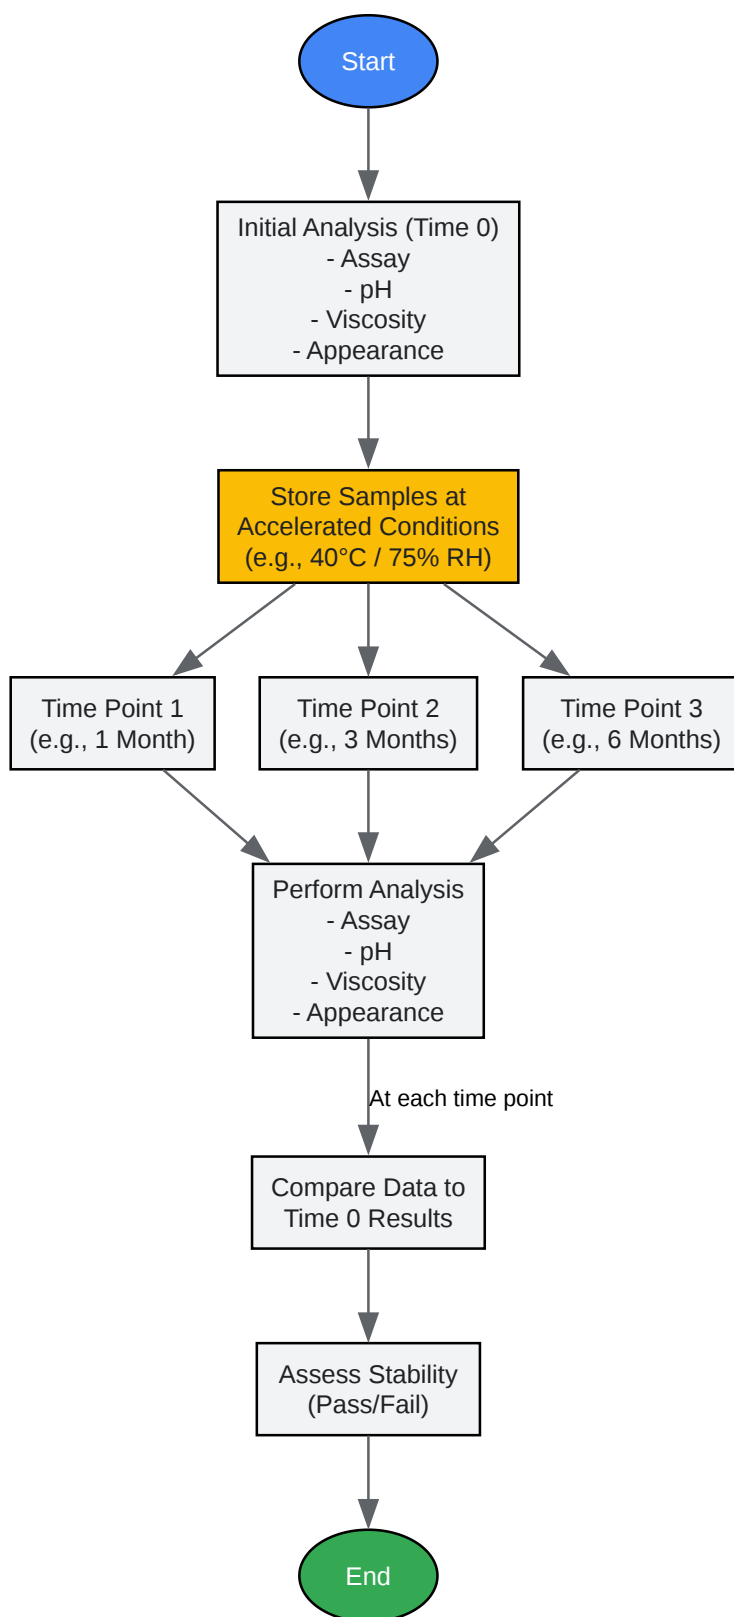 Start
Initial Analysis (Time 0)
- Assay
- pH
- Viscosity
- Appearance
Store Samples at
Accelerated Conditions
(e.g., 40°C / 75% RH)
Time Point 1
(e.g., 1 Month)
Time Point 2
(e.g., 3 Months)
Time Point 3
(e.g., 6 Months)
Perform Analysis
- Assay
- pH
- Viscosity
- Appearance
At each time point
Compare Data to
Time 0 Results
Assess Stability
(Pass/Fail)
End